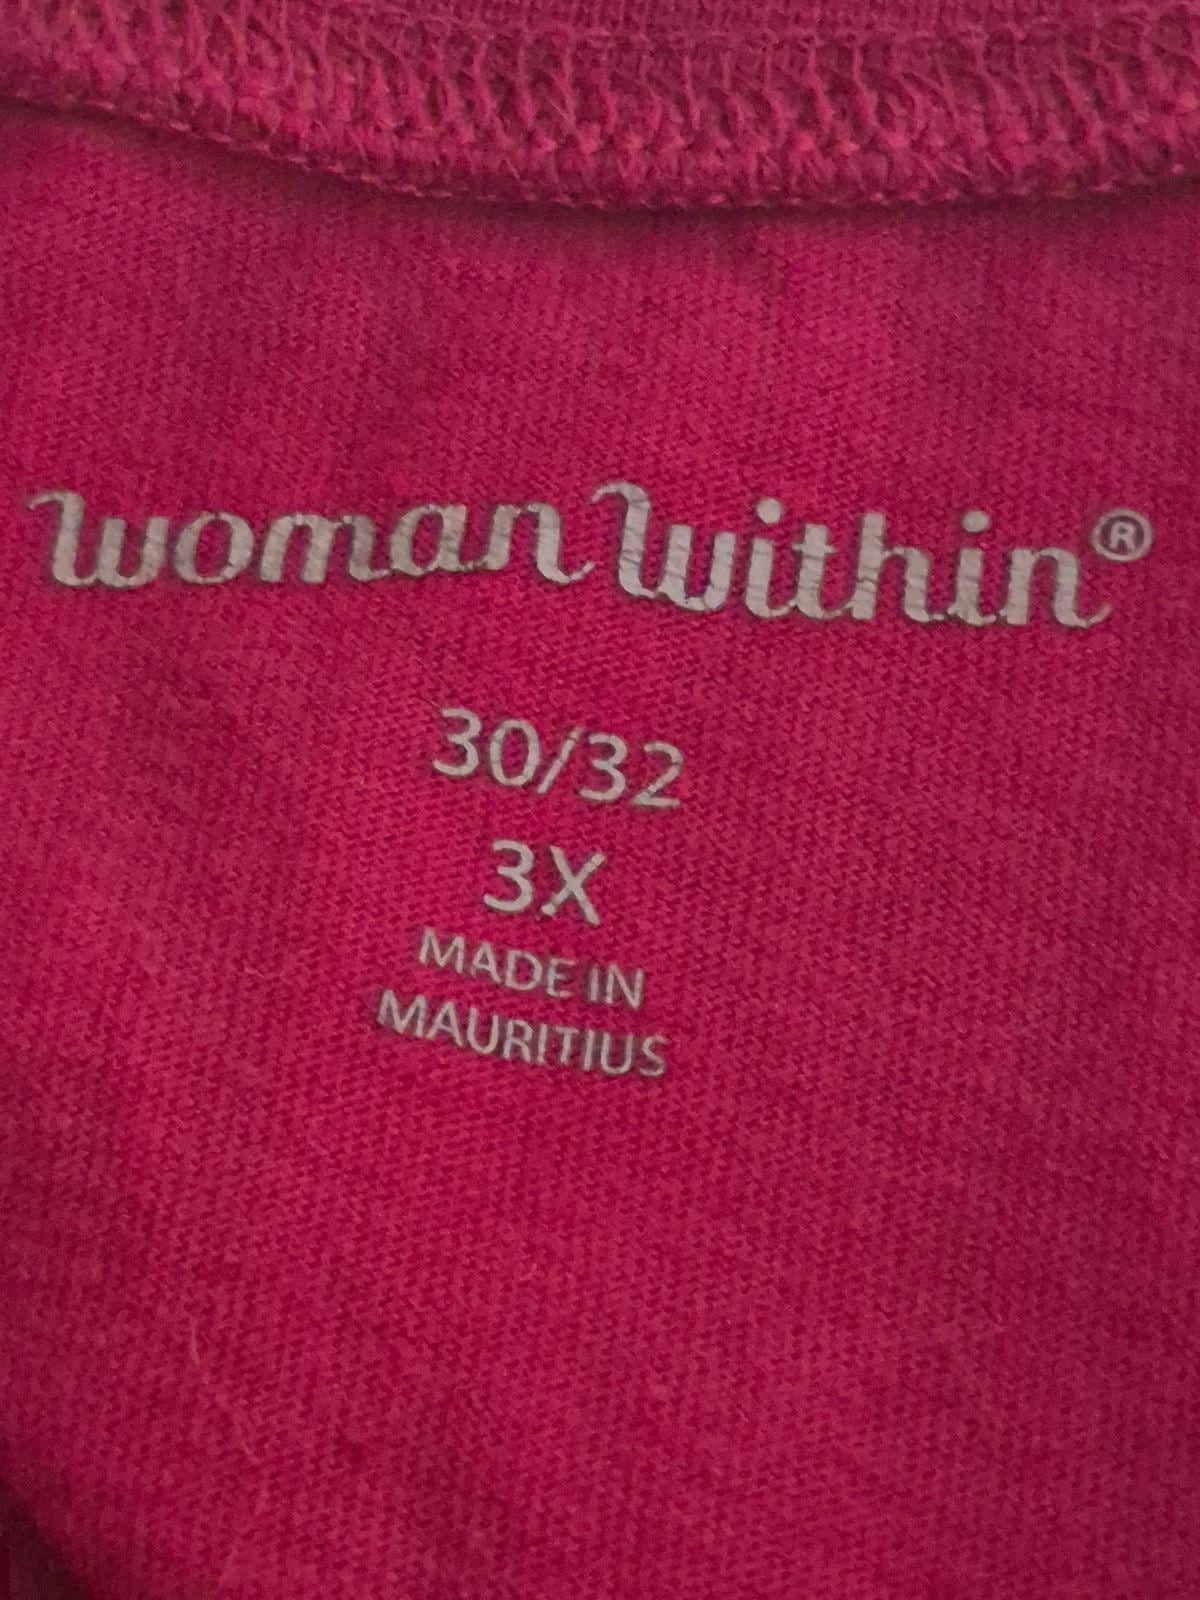 woman within®
30/32
3X
MADE IN
MAURITIUS